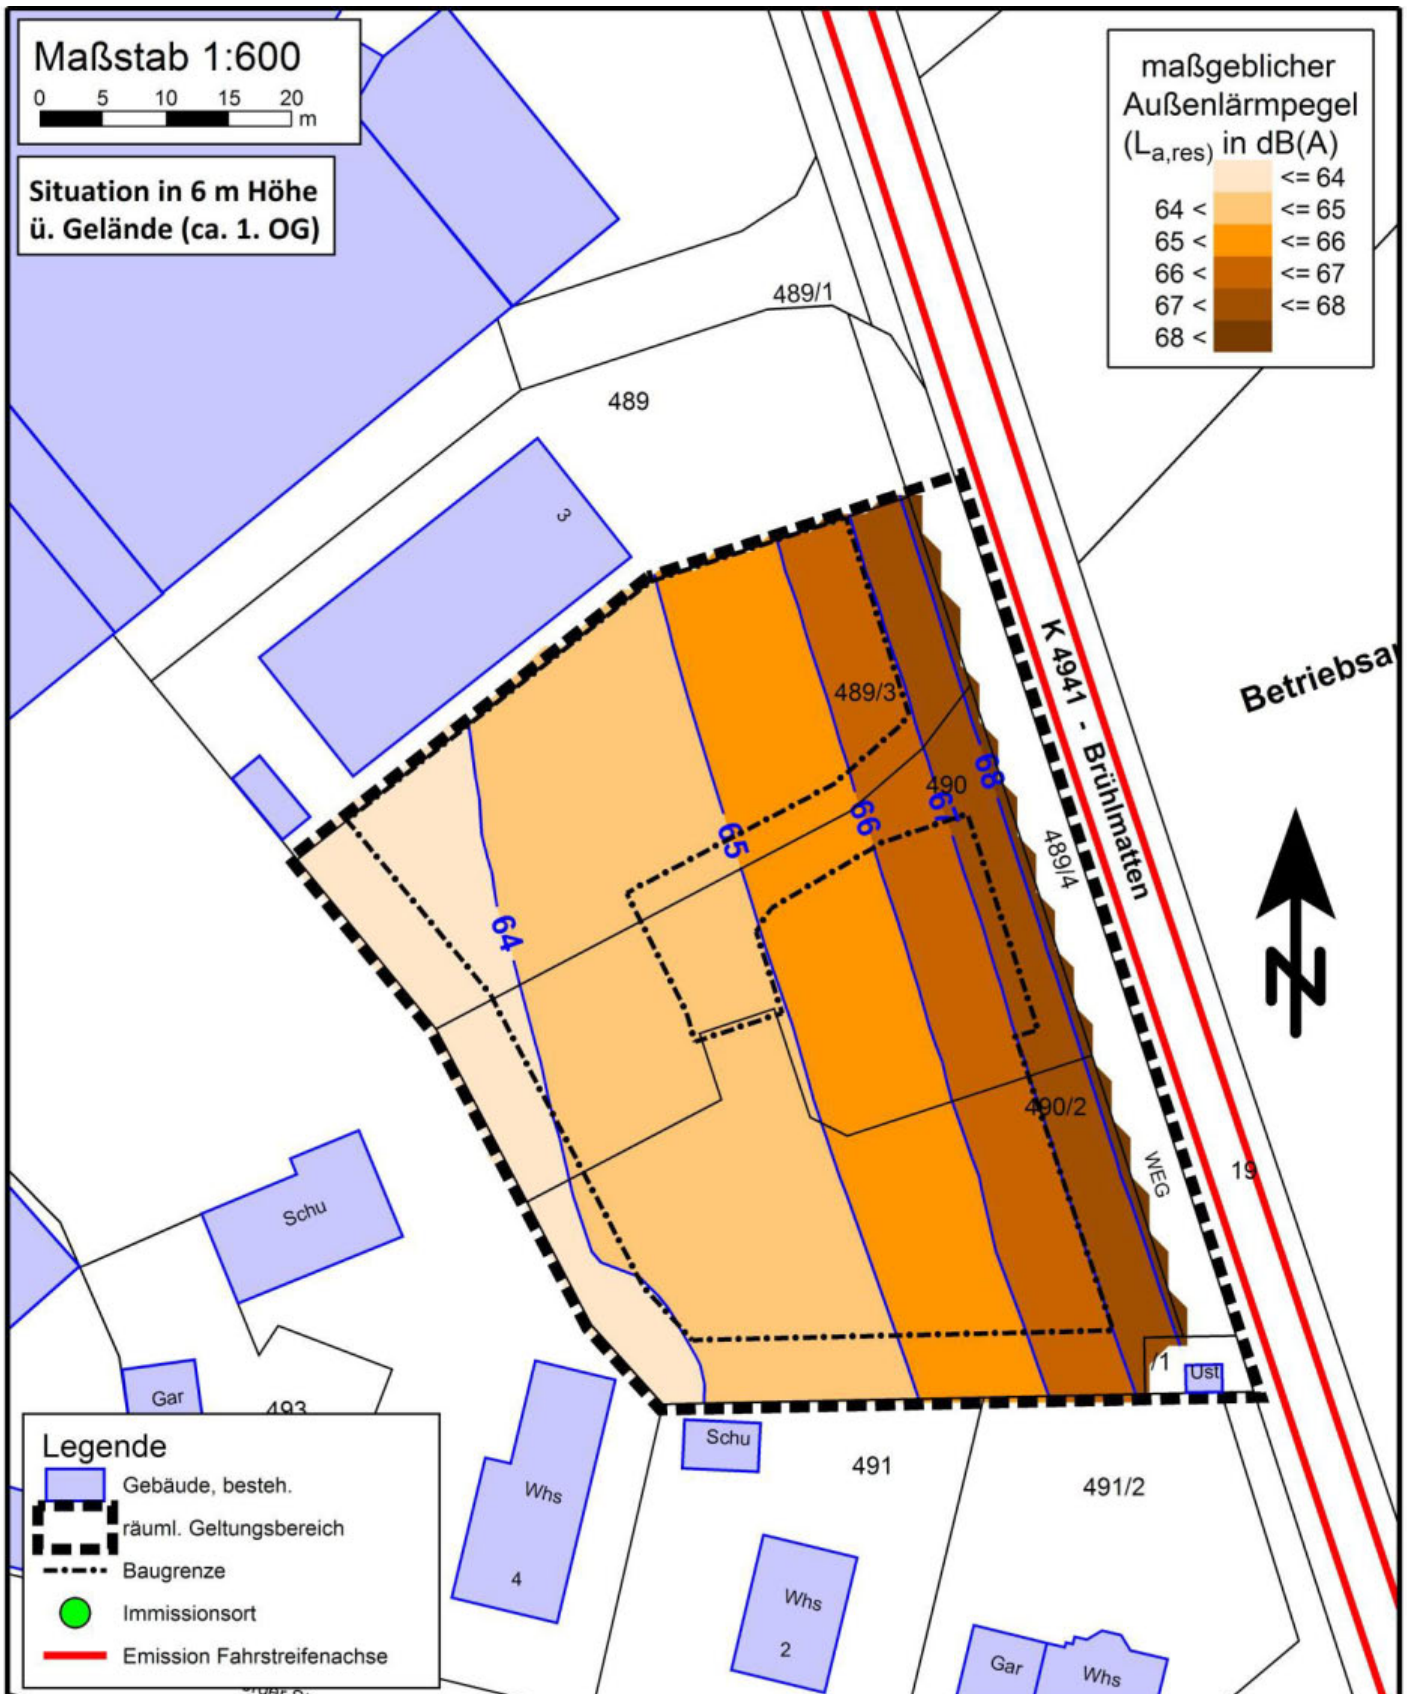 Maßstab 1:600
0 5 10 15 20
m
Situation in 6 m Höhe
ü. Gelände (ca. 1. OG)
maßgeblicher
Außenlärmpegel
(La,res) in dB(A)
<= 64
64 < <= 65
65 < <= 66
66 < <= 67
67 < <= 68
68 <
489/1
489
3
K 4941 - Brühlmatten
489/3
490
68
67
66
65
64
489/4
490/2
WEG
19
Schu
/1
Ust
Gar
493
Schu
491
491/2
Whs
4
Whs
2
Gar
Whs
N
Legende
Gebäude, besteh.
räuml. Geltungsbereich
Baugrenze
Immissionsort
Emission Fahrstreifenachse